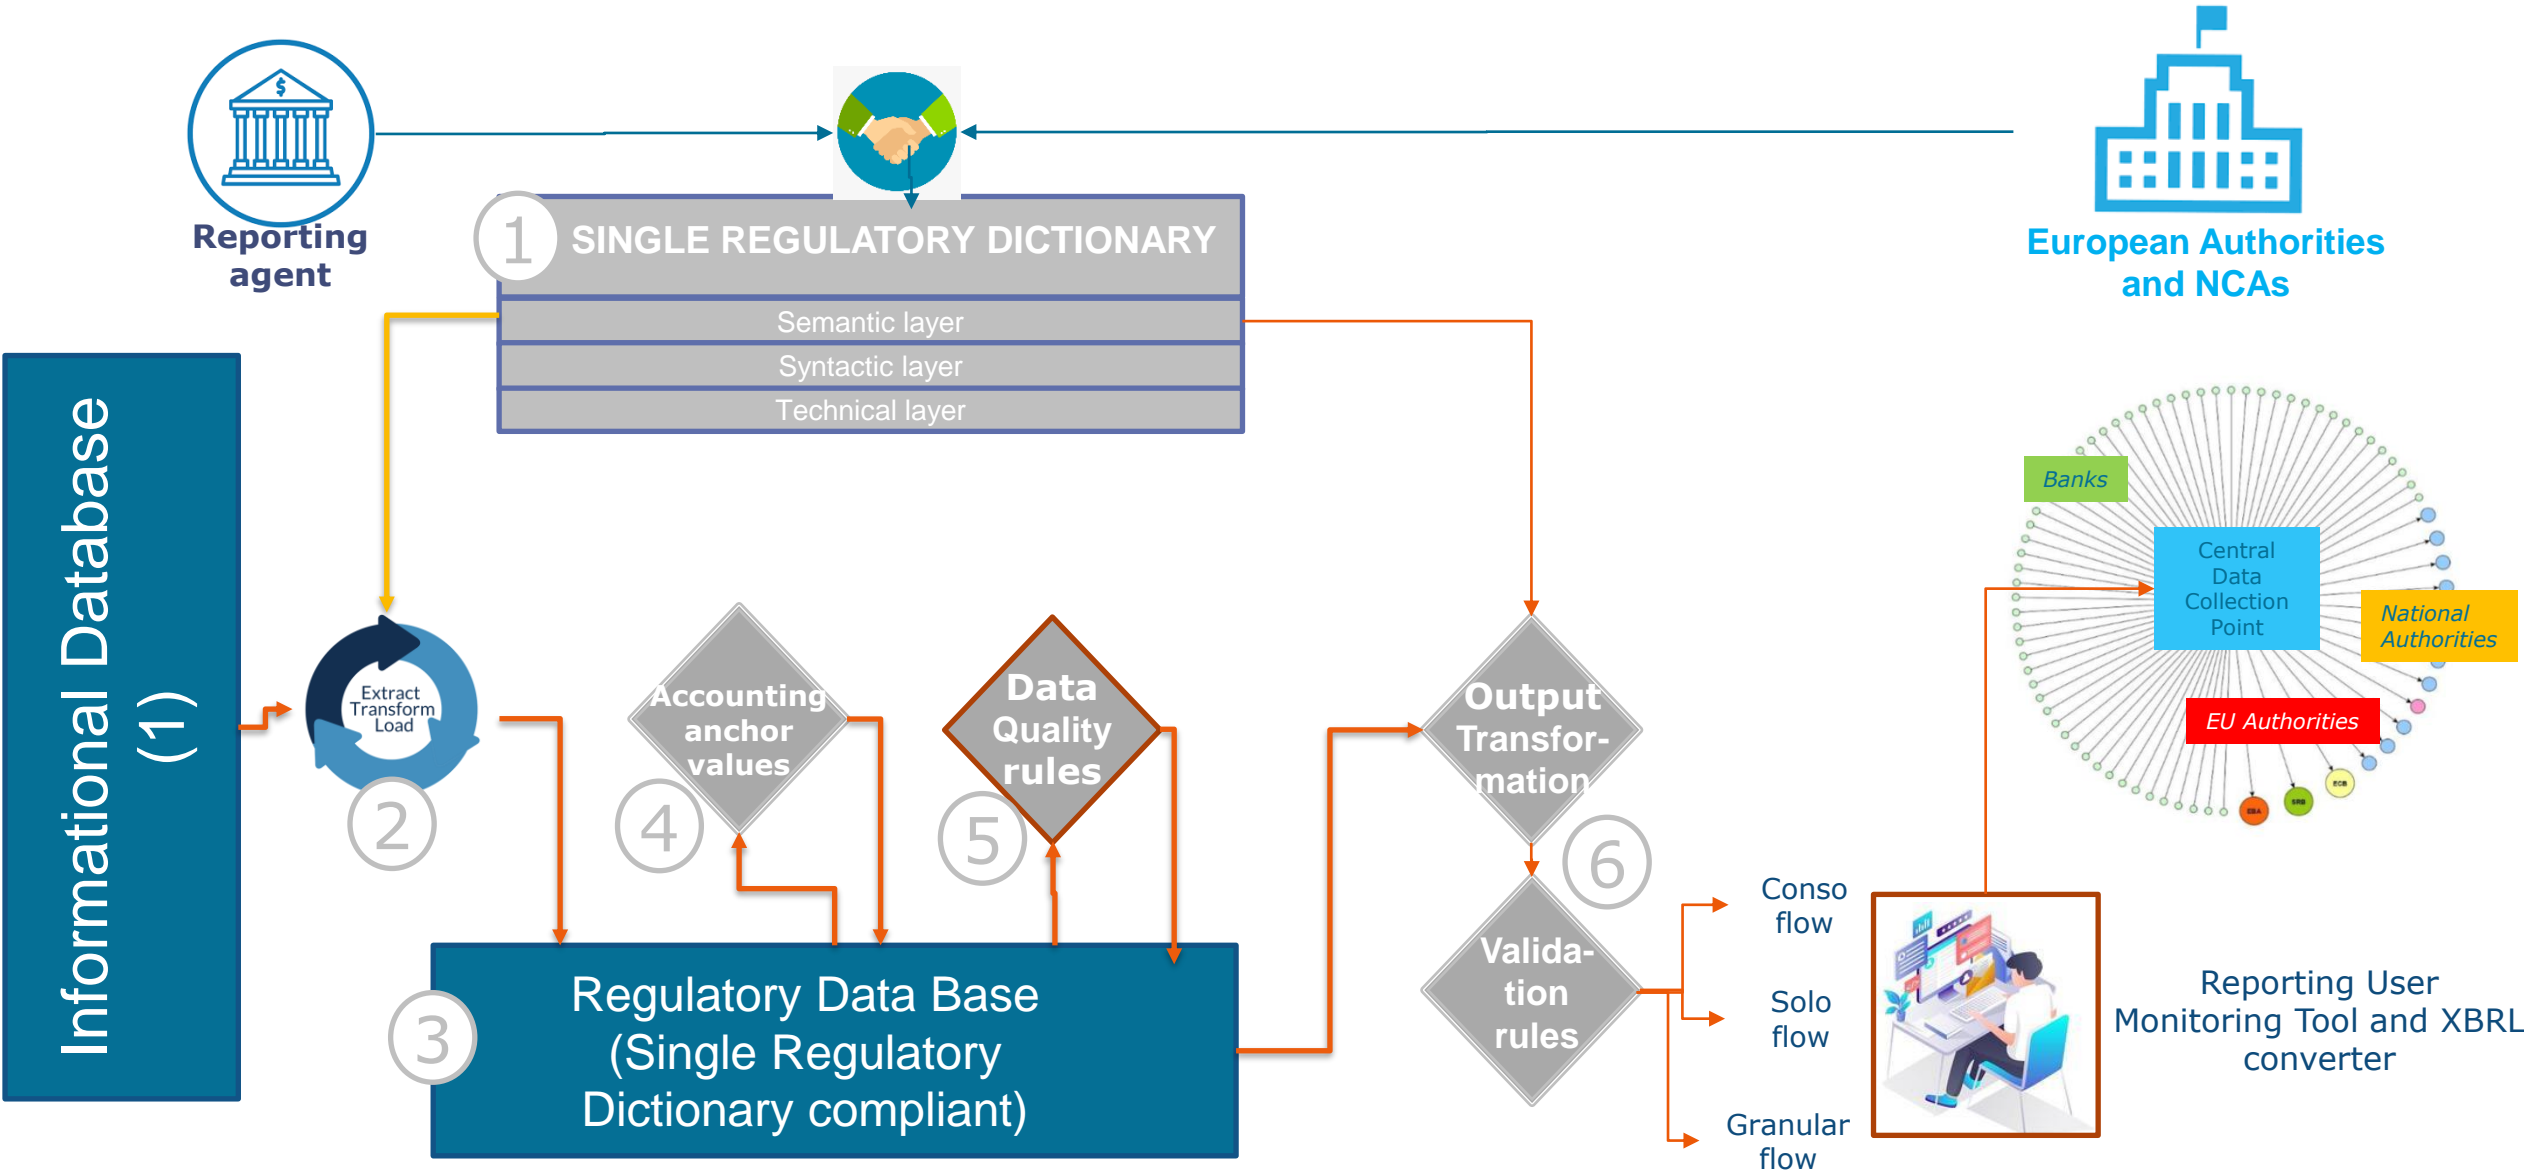 $
Reporting
agent
European Authorities
and NCAs
1
SINGLE REGULATORY DICTIONARY
Semantic layer
Syntactic layer
Technical layer
Informational Database
(1)
Extract
Transform
Load
2
Accounting
anchor
values
4
Data
Quality
rules
5
Output
Transfor-
mation
6
Valida-
tion
rules
3
Regulatory Data Base
(Single Regulatory
Dictionary compliant)
Conso
flow
Solo
flow
Granular
flow
Banks
Central
Data
Collection
Point
National
Authorities
EU Authorities
EBA
SRB
ECB
Reporting User
Monitoring Tool and XBRL
converter